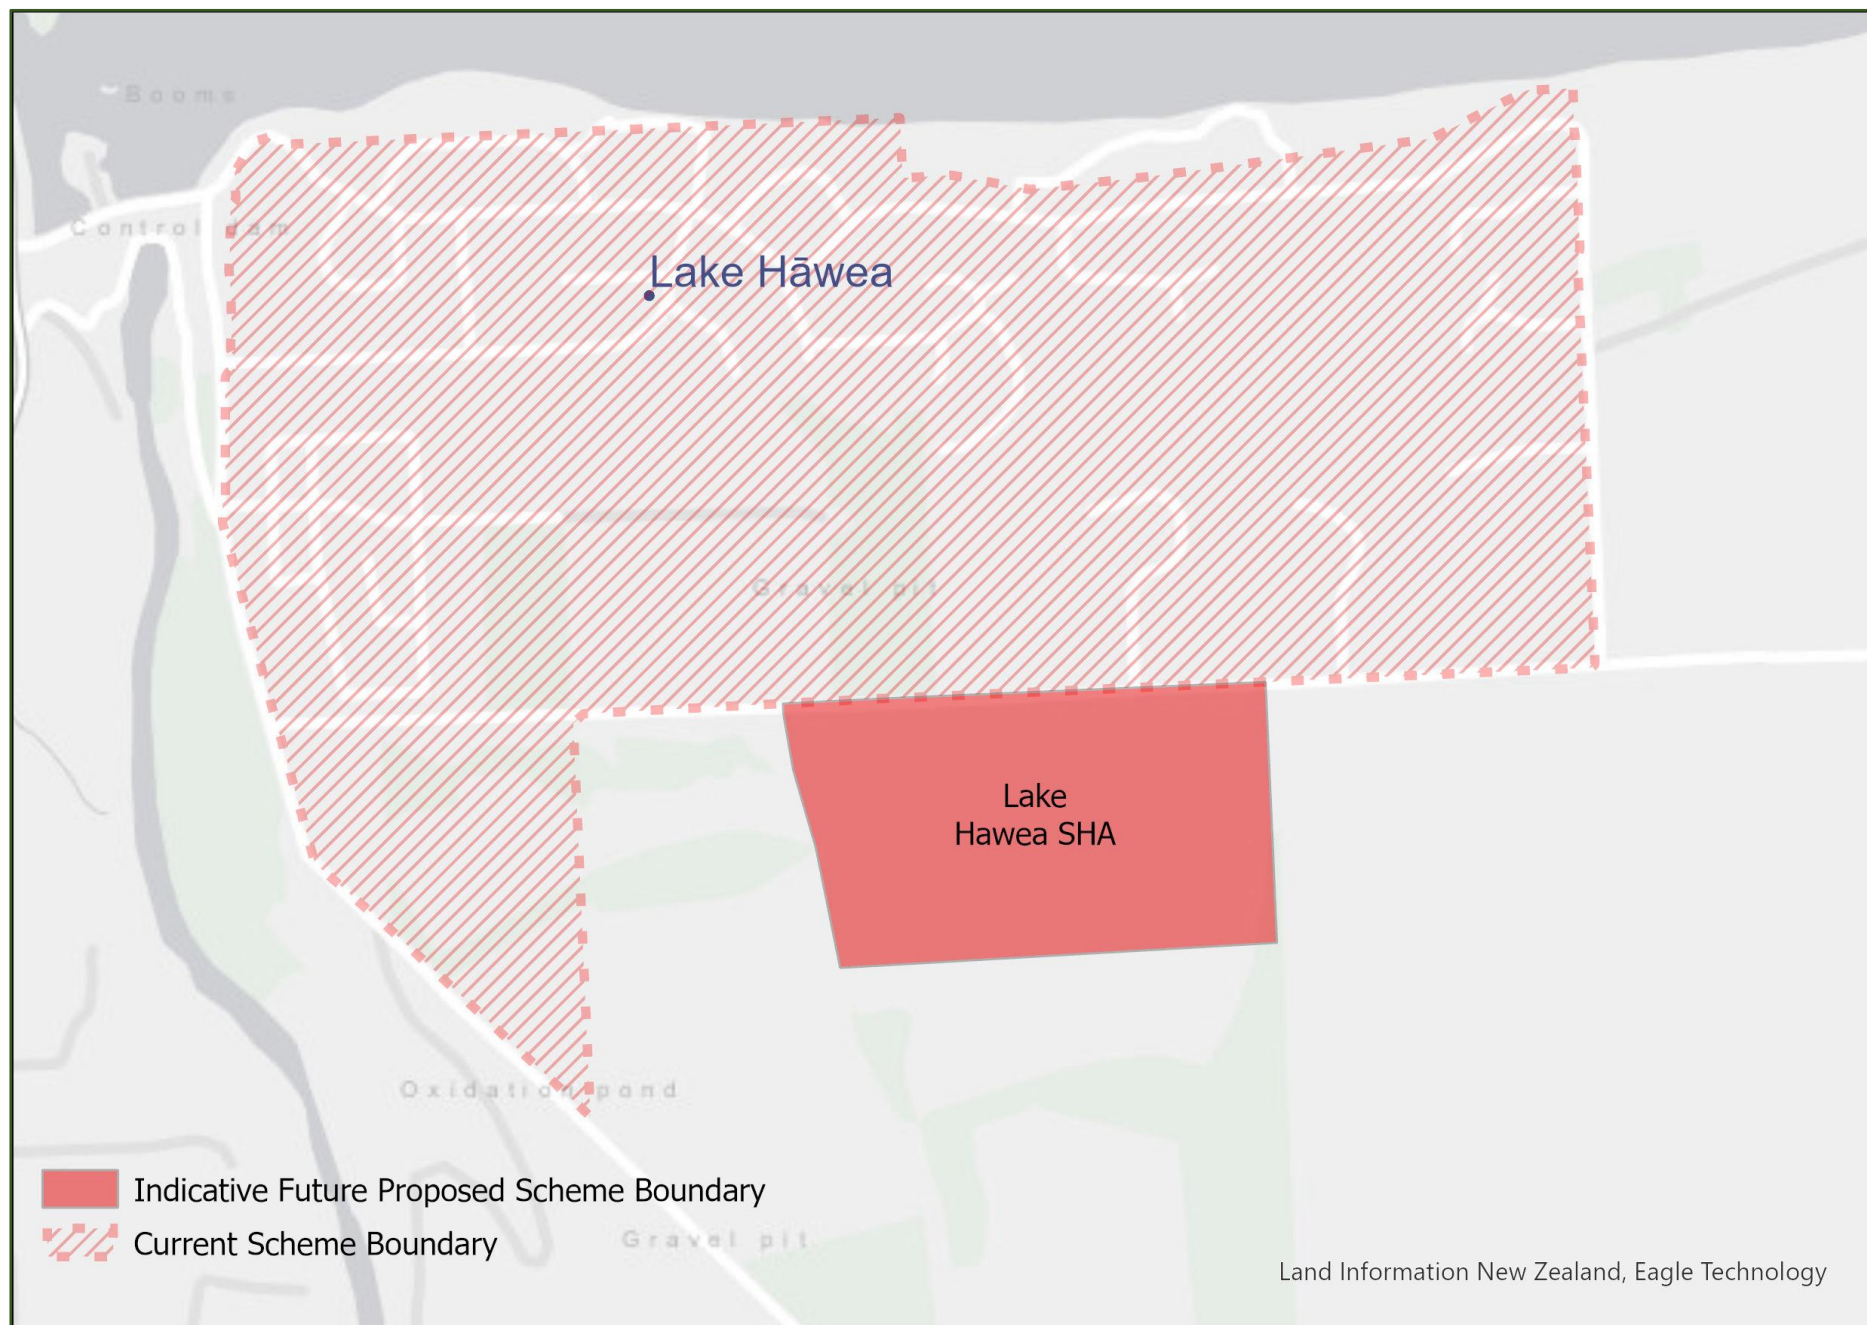 Booms
Control dam
Lake Hāwea
Gravel pit
Lake
Hawea SHA
Oxidation pond
Indicative Future Proposed Scheme Boundary
Current Scheme Boundary
Gravel pit
Land Information New Zealand, Eagle Technology